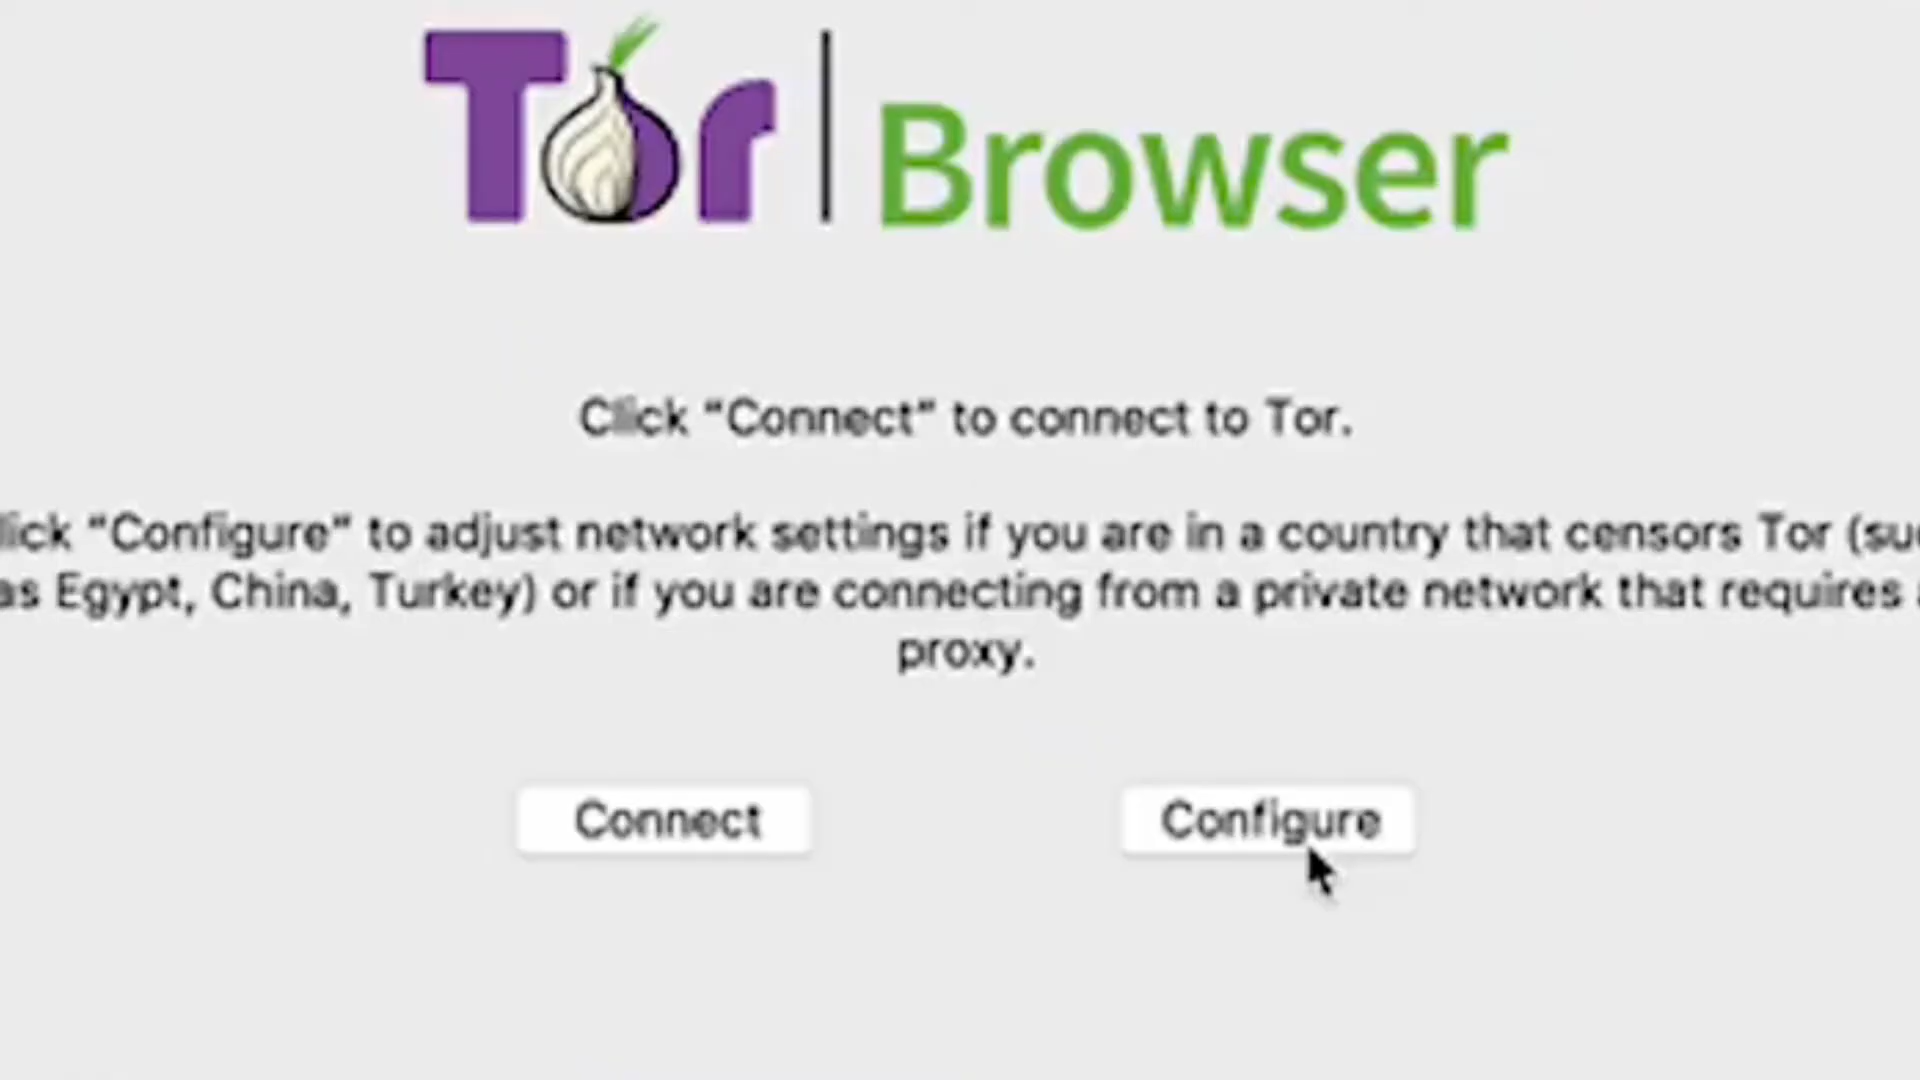 Tor | Browser
Click “Connect” to connect to Tor.
lick “Configure” to adjust network settings if you are in a country that censors Tor (su
as Egypt, China, Turkey) or if you are connecting from a private network that requires
proxy.
Connect
Configure